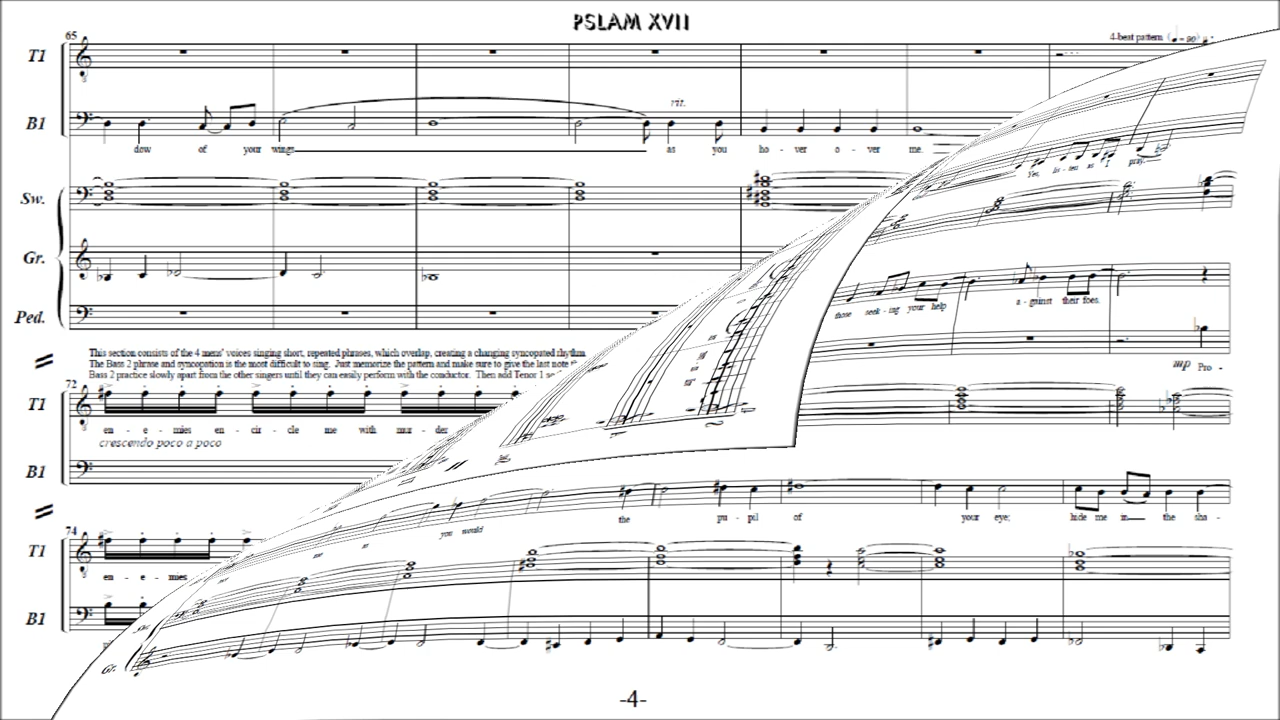 PSLAM XVII
65
4-beat pattern
T1
rit.
B1
dow of your wings as you ho - ver o - ver me.
Yes, lis - ten as I pray.
Sw.
Gr.
those seek - ing your help a - gainst their foes.
Ped.
This section consists of the 4 mens' voices singing short, repeated phrases, which overlap, creating a changing syncopated rhythm.
The Bass 2 phrase and syncopation is the most difficult to sing. Just memorize the pattern and make sure to give the last note
Bass 2 practice slowly apart from the other singers until they can easily perform with the conductor. Then add Tenor 1
mp Pro -
72
T1
en - e - mies en - cir - cle me with mur - der
crescendo poco a poco
B1
you would the pu - pil of your eye; hide me in the sha -
74
T1
en - e - mies
B1
Gr.
-4-